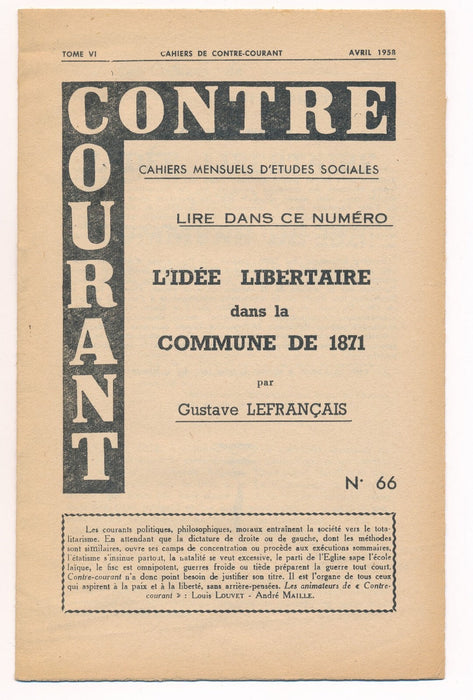 TOME VI CAHIERS DE CONTRE-COURANT AVRIL 1958
CONTRE
COURANT
CAHIERS MENSUELS D'ETUDES SOCIALES
LIRE DANS CE NUMÉRO
L'IDÉE LIBERTAIRE
dans la
COMMUNE DE 1871
par
Gustave LEFRANÇAIS
N° 66
Les courants politiques, philosophiques, moraux entraînent la société vers le tota-
litarisme. En attendant que la dictature de droite ou de gauche, dont les méthodes
sont similaires, ouvre ses camps de concentration ou procède aux exécutions sommaires,
l'étatisme s'insinue partout, la natalité se veut excessive, le parti de l'Eglise sape l'école
laïque, le fisc est omnipotent, guerres froide ou tiède préparent la guerre tout court.
Contre-courant n'a donc point besoin de justifier son titre. Il est l'organe de tous ceux
qui aspirent à la paix et à la liberté, sans arrière-pensées. Les animateurs de « Contre-
courant » : Louis LOUVET - André MAILLE.